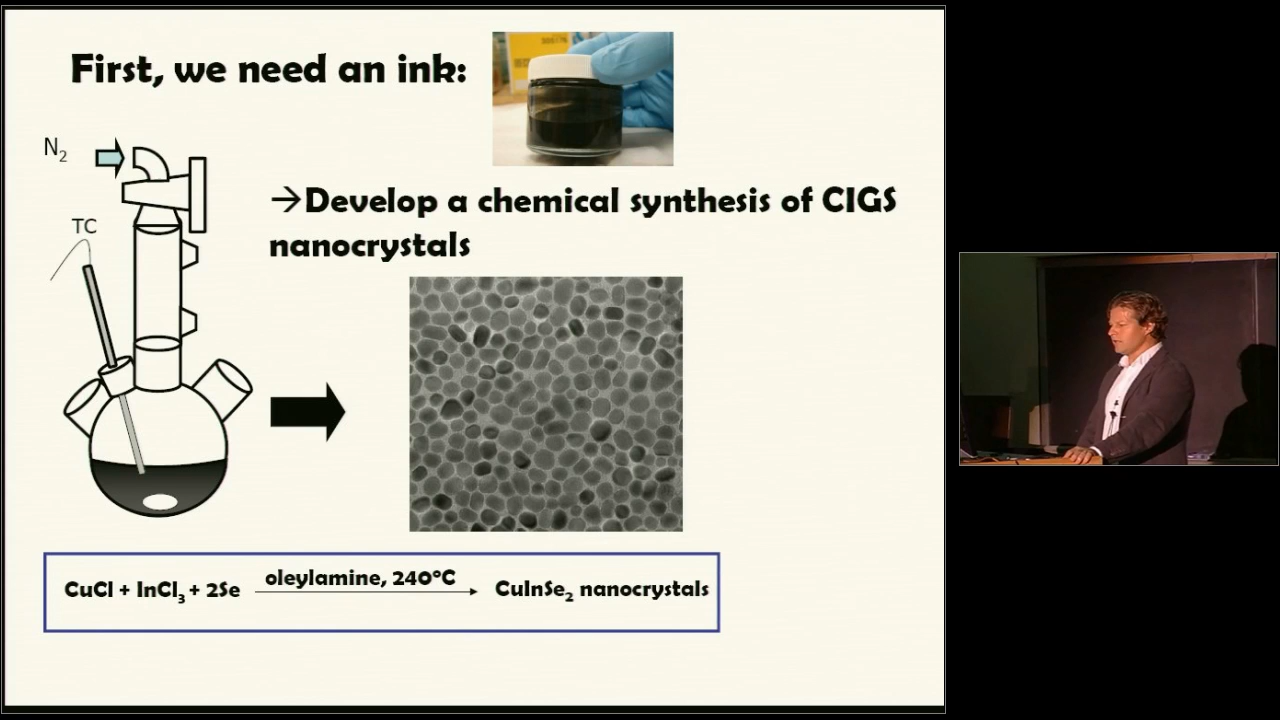 First, we need an ink:
N₂
TC
→Develop a chemical synthesis of CIGS
nanocrystals
CuCl + InCl₃ + 2Se
oleylamine, 240°C
CuInSe₂ nanocrystals